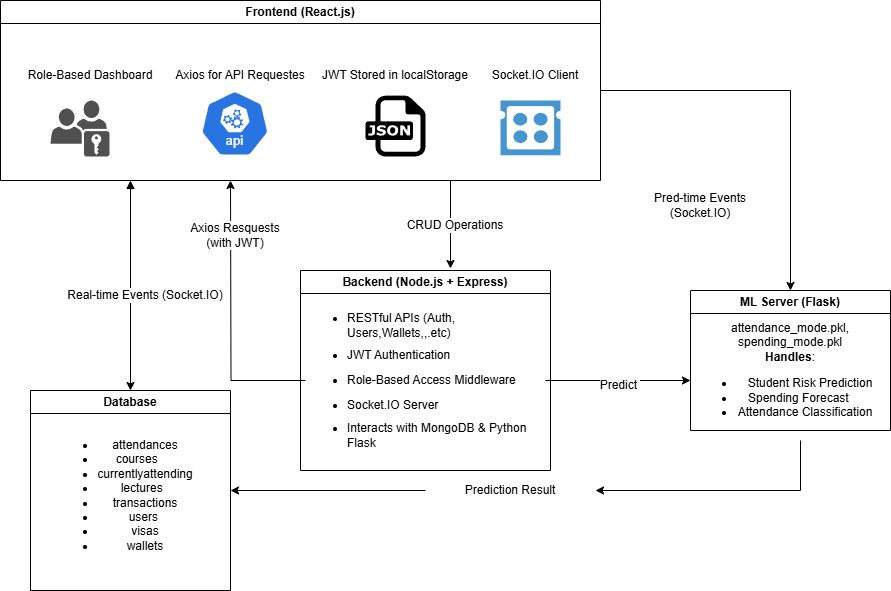 Frontend (React.js)
Role-Based Dashboard
Axios for API Requestes
JWT Stored in localStorage
Socket.IO Client
api
JSON
Pred-time Events
(Socket.IO)
Axios Resquests
(with JWT)
CRUD Operations
Real-time Events (Socket.IO)
Backend (Node.js + Express)
RESTful APIs (Auth,
Users,Wallets,,.etc)
JWT Authentication
Role-Based Access Middleware
Socket.IO Server
Interacts with MongoDB & Python
Flask
Predict
ML Server (Flask)
attendance_mode.pkl,
spending_mode.pkl
Handles:
Student Risk Prediction
Spending Forecast
Attendance Classification
Database
attendances
courses
currentlyattending
lectures
transactions
users
visas
wallets
Prediction Result